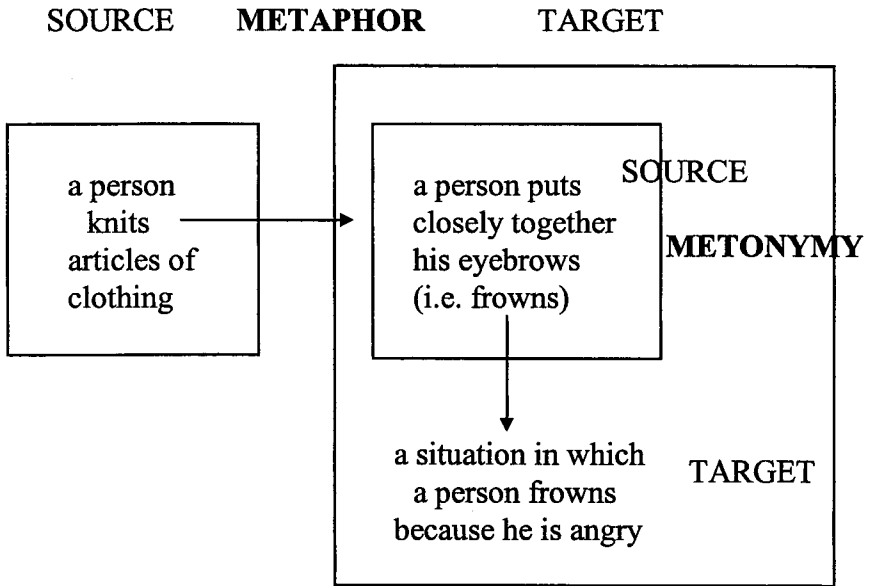 SOURCE METAPHOR TARGET
a person
knits
articles of
clothing
a person puts
closely together
his eyebrows
(i.e. frowns)
SOURCE
METONYMY
a situation in which
a person frowns
because he is angry
TARGET